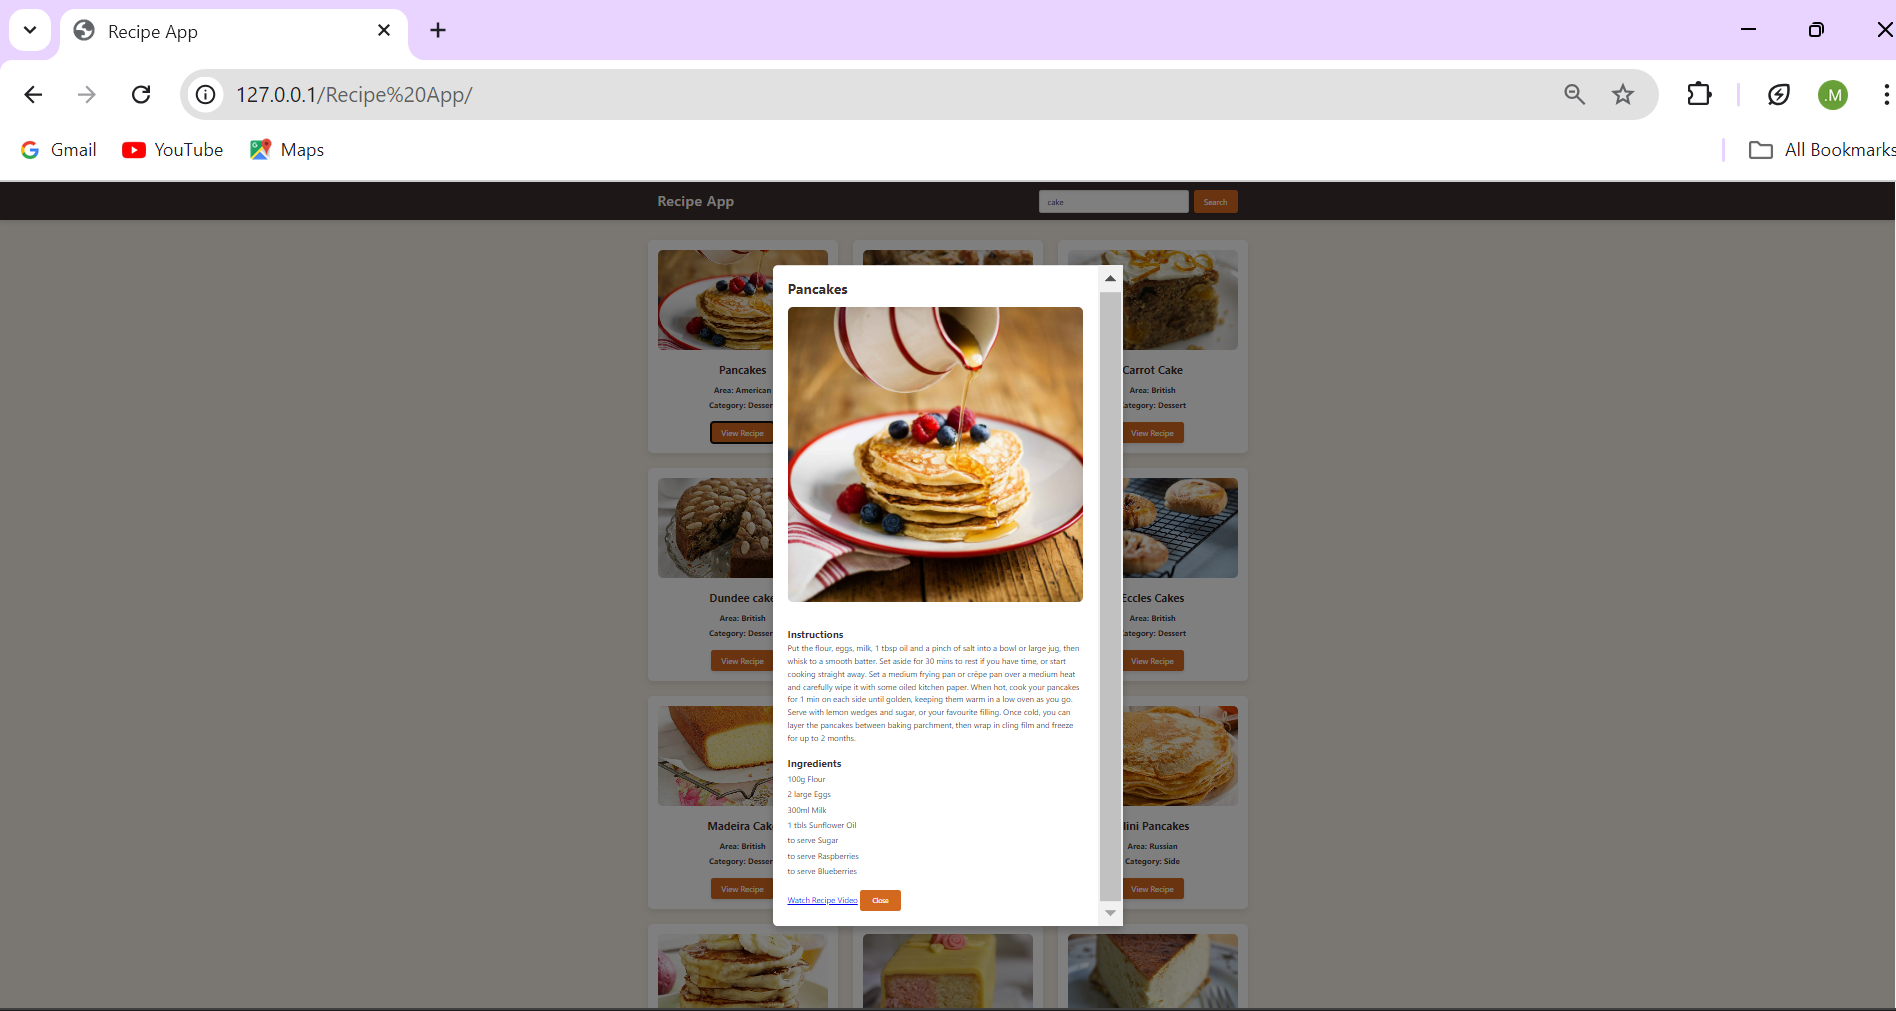 Recipe App
127.0.0.1/Recipe%20App/
.M
Gmail
YouTube
Maps
All Bookmarks
Recipe App
cake
Search
Pancakes
Area: American
Category: Desser
View Recipe
Carrot Cake
Area: British
ategory: Dessert
View Recipe
Dundee cake
Area: British
Category: Desser
View Recipe
Eccles Cakes
Area: British
ategory: Dessert
View Recipe
Madeira Cak
Area: British
Category: Desser
View Recipe
lini Pancakes
Area: Russian
Category: Side
View Recipe
Pancakes
Instructions
Put the flour, eggs, milk, 1 tbsp oil and a pinch of salt into a bowl or large jug, then
whisk to a smooth batter. Set aside for 30 mins to rest if you have time, or start
cooking straight away. Set a medium frying pan or crêpe pan over a medium heat
and carefully wipe it with some oiled kitchen paper. When hot, cook your pancakes
for 1 min on each side until golden, keeping them warm in a low oven as you go.
Serve with lemon wedges and sugar, or your favourite filling. Once cold, you can
layer the pancakes between baking parchment, then wrap in cling film and freeze
for up to 2 months.
Ingredients
100g Flour
2 large Eggs
300ml Milk
1 tbls Sunflower Oil
to serve Sugar
to serve Raspberries
to serve Blueberries
Watch Recipe Video
Close